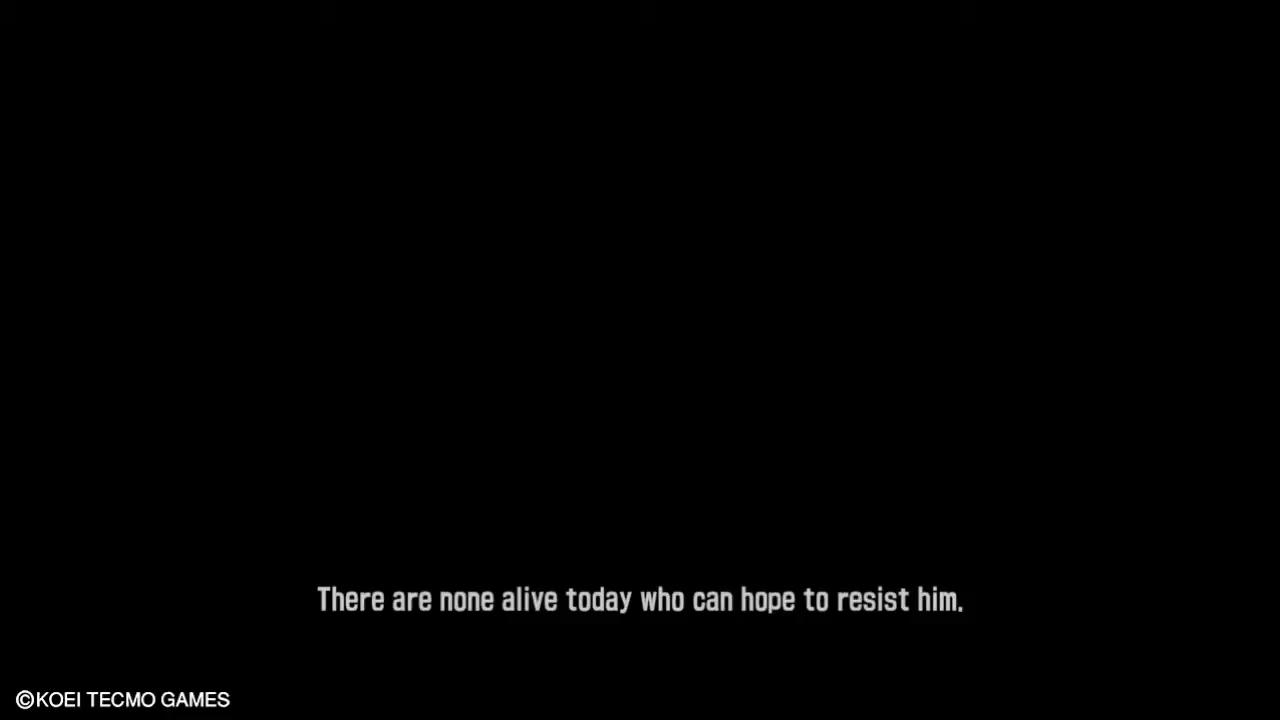 There are none alive today who can hope to resist him.
©KOEI TECMO GAMES